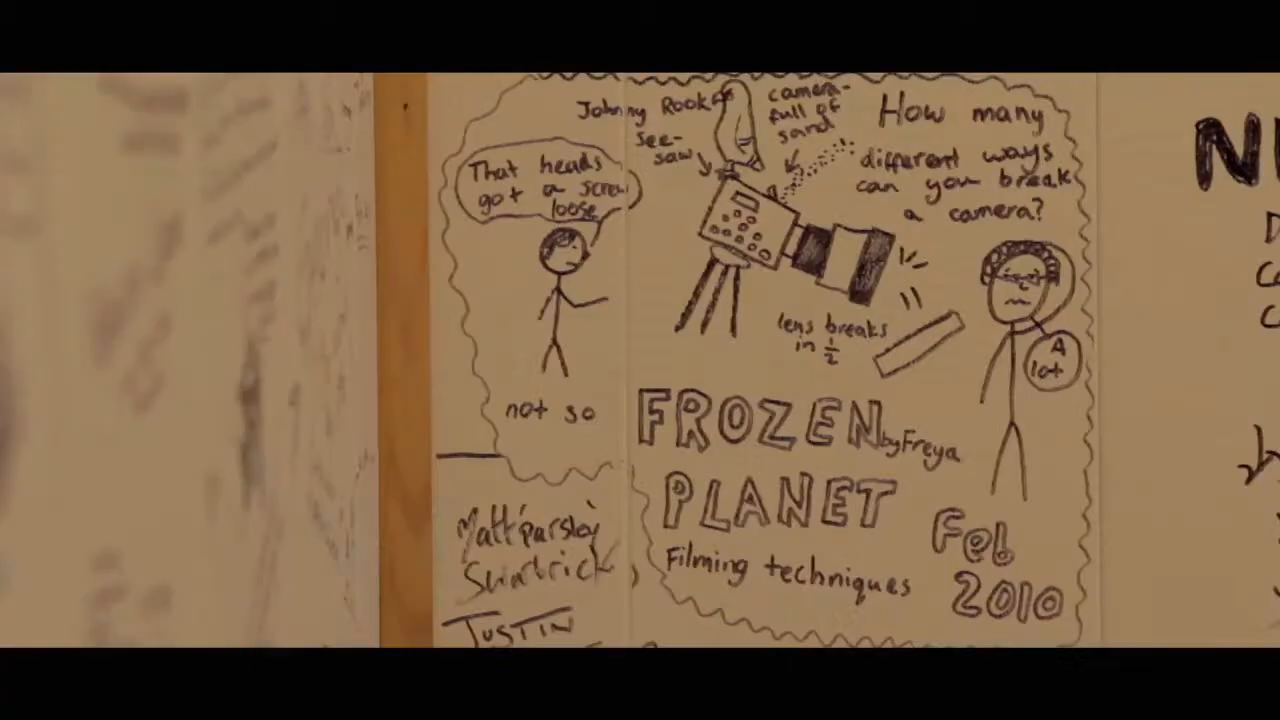 Johnny Rook
See-
saw
camera-
full of
sand
How many
different ways
can you break
a camera?
That heads
got a screw
loose
lens breaks
in 1/2
A
lot
not so
FROZEN
by Freya
PLANET
Filming techniques
Feb
2010
Matt
JUSTIN